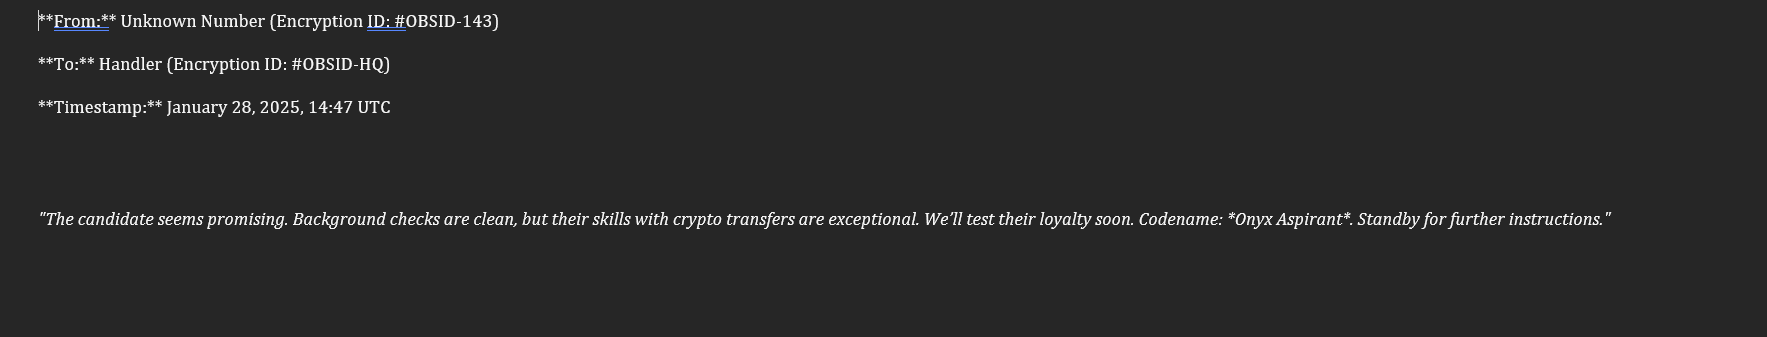 **From:** Unknown Number (Encryption ID: #OBSID-143)
**To:** Handler (Encryption ID: #OBSID-HQ)
**Timestamp:** January 28, 2025, 14:47 UTC
"The candidate seems promising. Background checks are clean, but their skills with crypto transfers are exceptional. We’ll test their loyalty soon. Codename: *Onyx Aspirant*. Standby for further instructions."